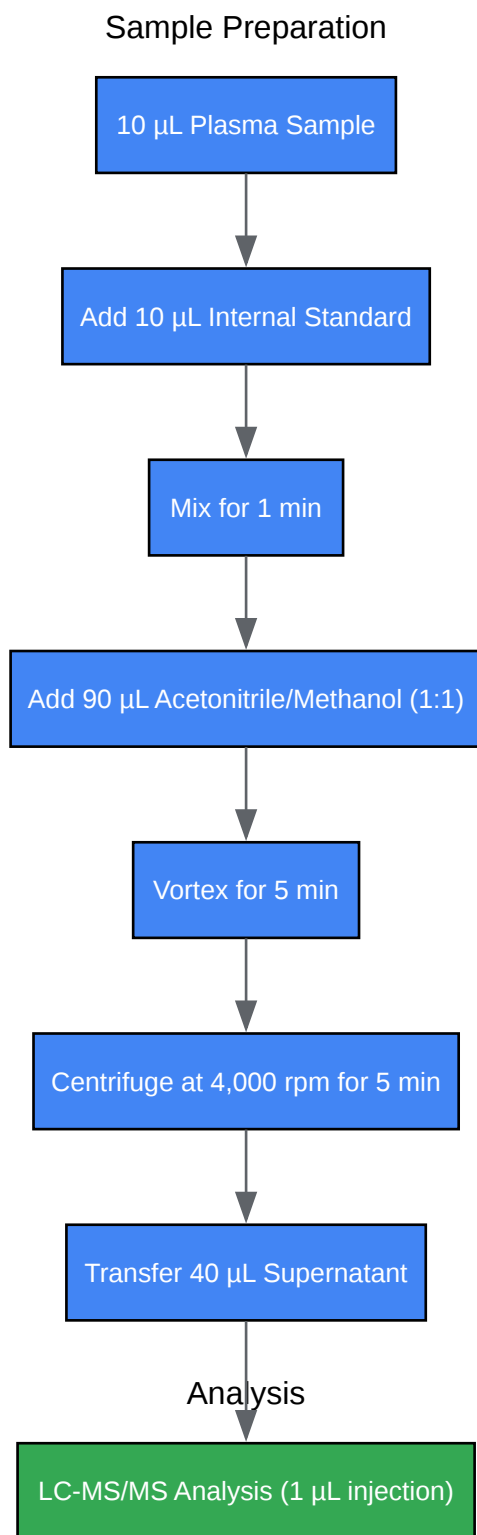 Sample Preparation
10 µL Plasma Sample
Add 10 µL Internal Standard
Mix for 1 min
Add 90 µL Acetonitrile/Methanol (1:1)
Vortex for 5 min
Centrifuge at 4,000 rpm for 5 min
Transfer 40 µL Supernatant
Analysis
LC-MS/MS Analysis (1 µL injection)